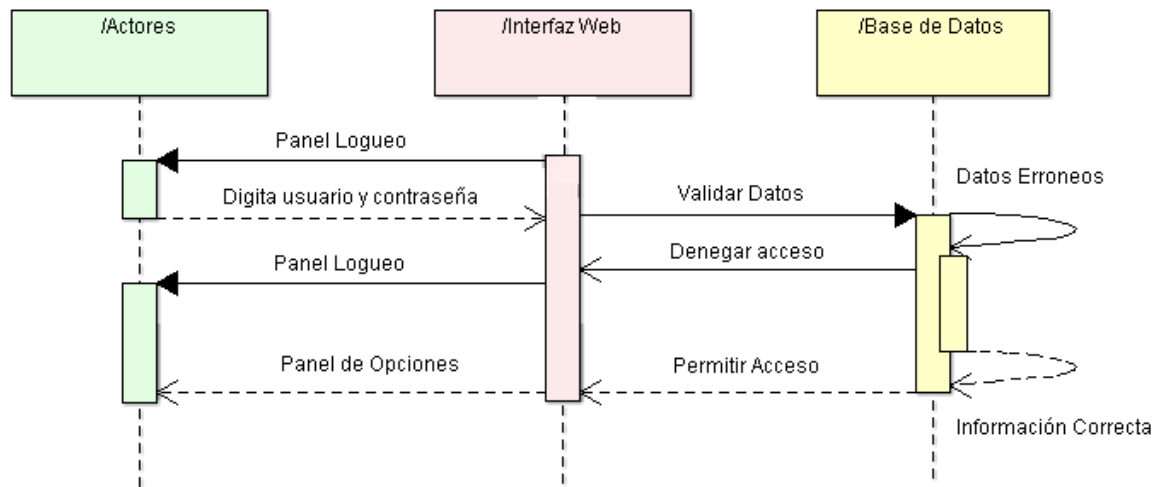 /Actores
/Interfaz Web
/Base de Datos
Panel Logueo
Datos Erroneos
Digita usuario y contraseña
Validar Datos
Denegar acceso
Panel Logueo
Panel de Opciones
Permitir Acceso
Información Correcta